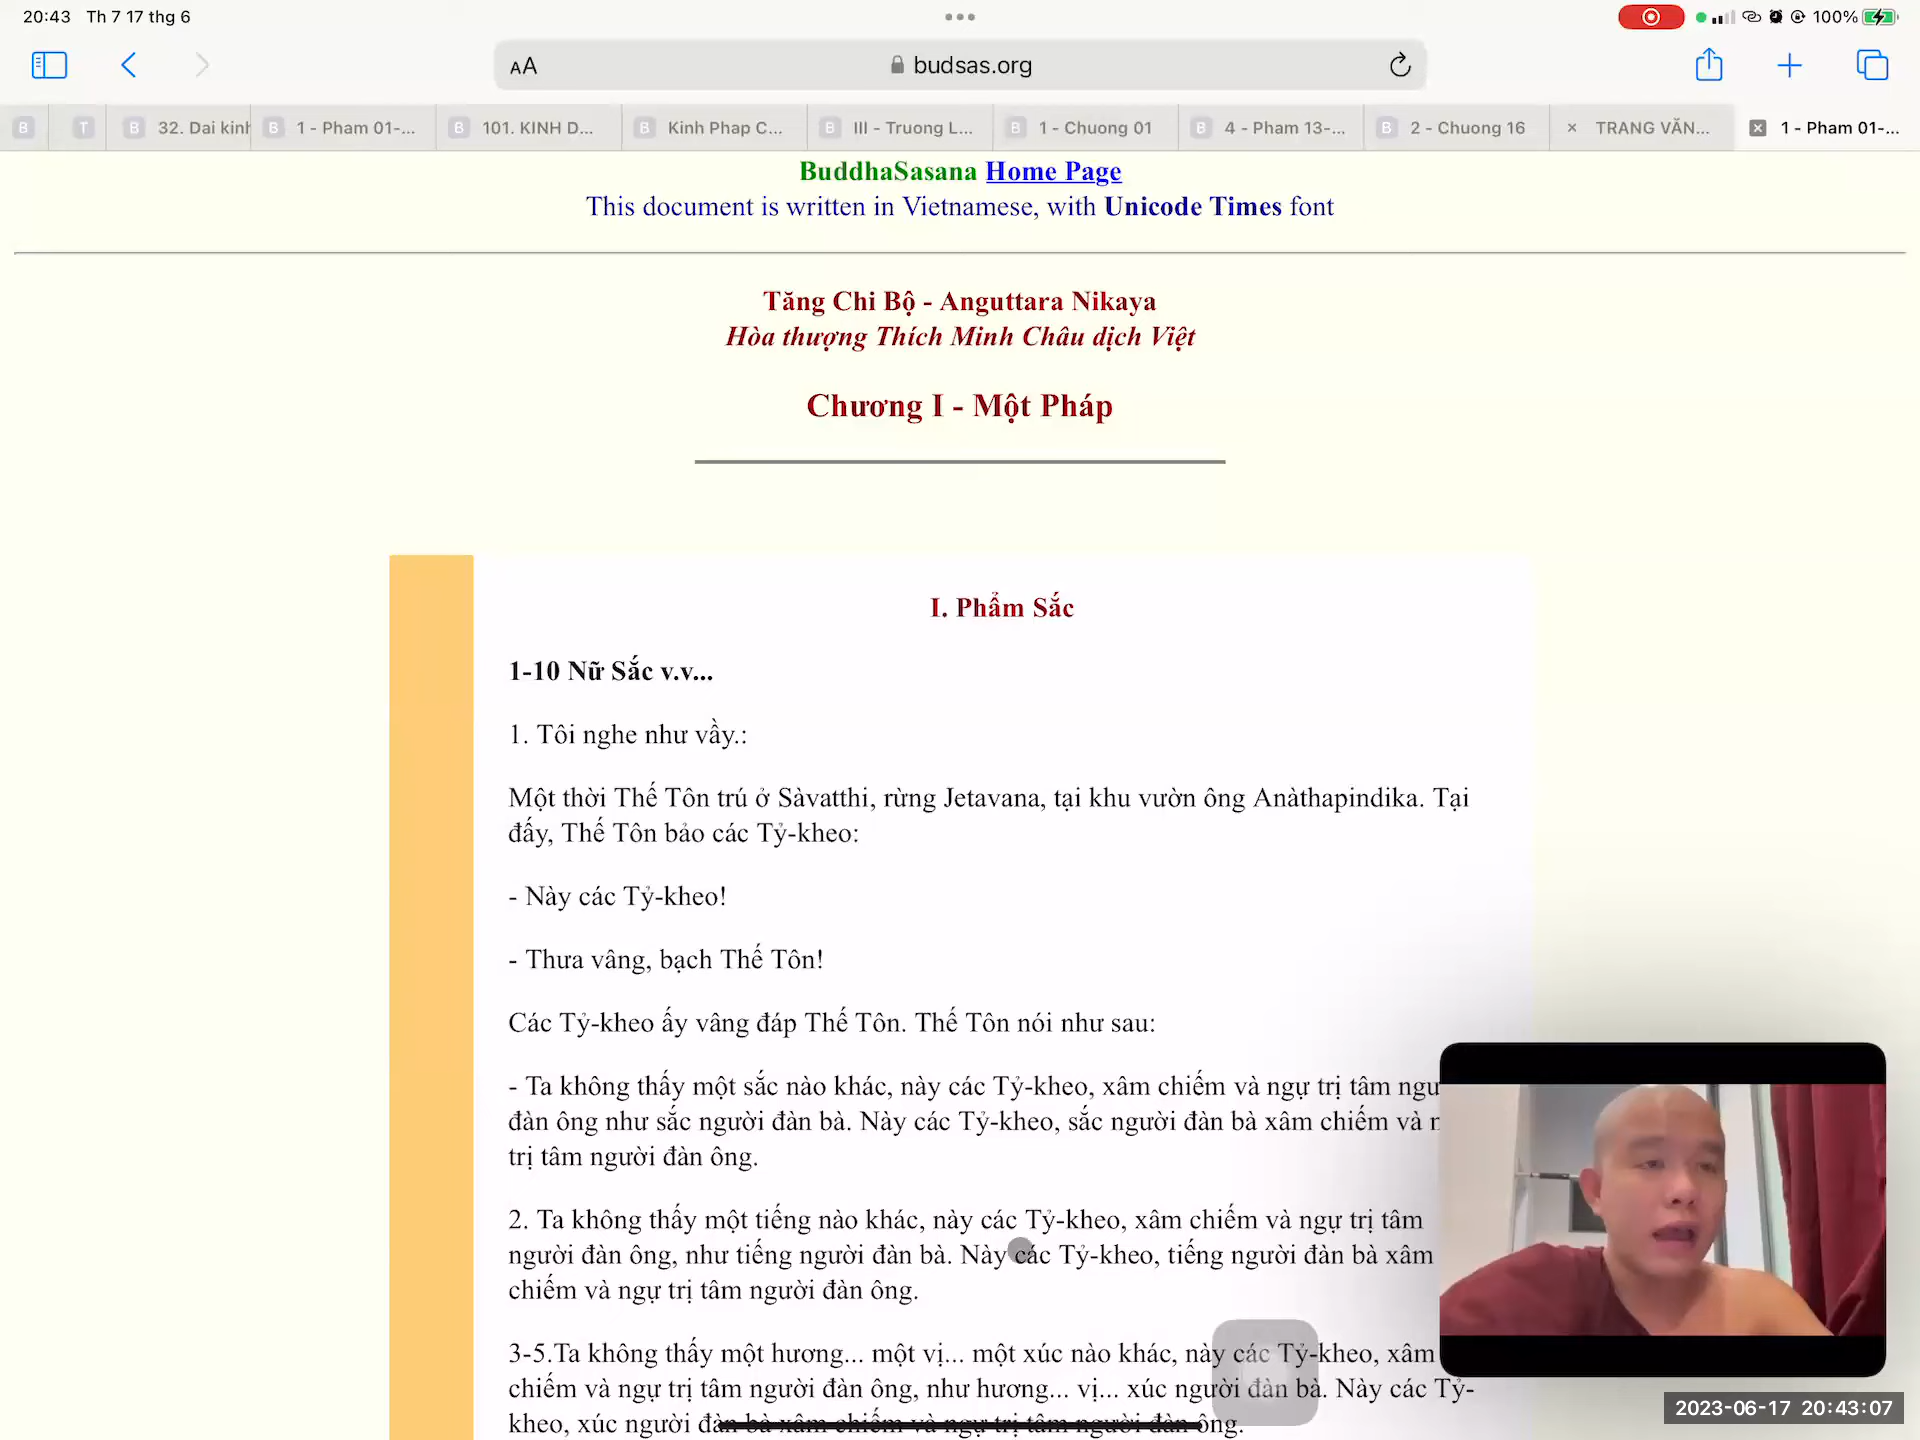 20:43 Th 7 17 thg 6
100%
AA budsas.org
B T B 32. Dai kinh B 1 - Pham 01-... B 101. KINH D... B Kinh Phap C... B III - Truong L... B 1 - Chuong 01 B 4 - Pham 13-... B 2 - Chuong 16 × TRANG VĂN... × 1 - Pham 01-...
BuddhaSasana Home Page
This document is written in Vietnamese, with Unicode Times font
Tăng Chi Bộ - Anguttara Nikaya
Hòa thượng Thích Minh Châu dịch Việt
Chương I - Một Pháp
I. Phẩm Sắc
1-10 Nữ Sắc v.v...
1. Tôi nghe như vầy.:
Một thời Thế Tôn trú ở Sàvatthi, rừng Jetavana, tại khu vườn ông Anàthapindika. Tại
đấy, Thế Tôn bảo các Tỷ-kheo:
- Này các Tỷ-kheo!
- Thưa vâng, bạch Thế Tôn!
Các Tỷ-kheo ấy vâng đáp Thế Tôn. Thế Tôn nói như sau:
- Ta không thấy một sắc nào khác, này các Tỷ-kheo, xâm chiếm và ngự trị tâm
đàn ông như sắc người đàn bà. Này các Tỷ-kheo, sắc người đàn bà xâm chiếm và
trị tâm người đàn ông.
2. Ta không thấy một tiếng nào khác, này các Tỷ-kheo, xâm chiếm và ngự trị tâm
người đàn ông, như tiếng người đàn bà. Này các Tỷ-kheo, tiếng người đàn bà xâm
chiếm và ngự trị tâm người đàn ông.
3-5.Ta không thấy một hương... một vị... một xúc nào khác, này các Tỷ-kheo, xâm
chiếm và ngự trị tâm người đàn ông, như hương... vị... xúc người đàn bà. Này các Tỷ-
kheo, xúc người đàn bà xâm chiếm và ngự trị tâm người đàn ông.
2023-06-17 20:43:07